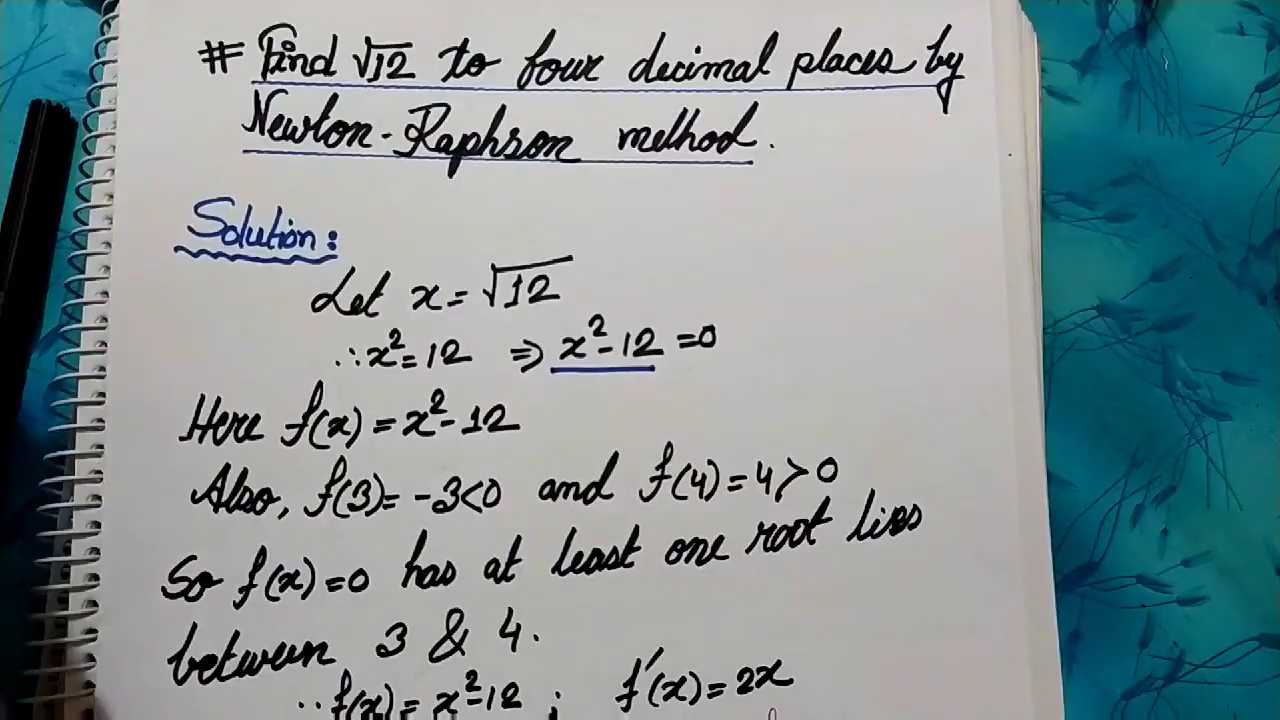 # Find √12 to four decimal places by
Newton-Raphson method.
Solution:
Let x = √12
∴ x² = 12 ⇒ x² - 12 = 0
Here f(x) = x² - 12
Also, f(3) = -3 < 0 and f(4) = 4 > 0
So f(x) = 0 has at least one root lies
between 3 & 4.
∴ f(x) = x² - 12 ; f'(x) = 2x